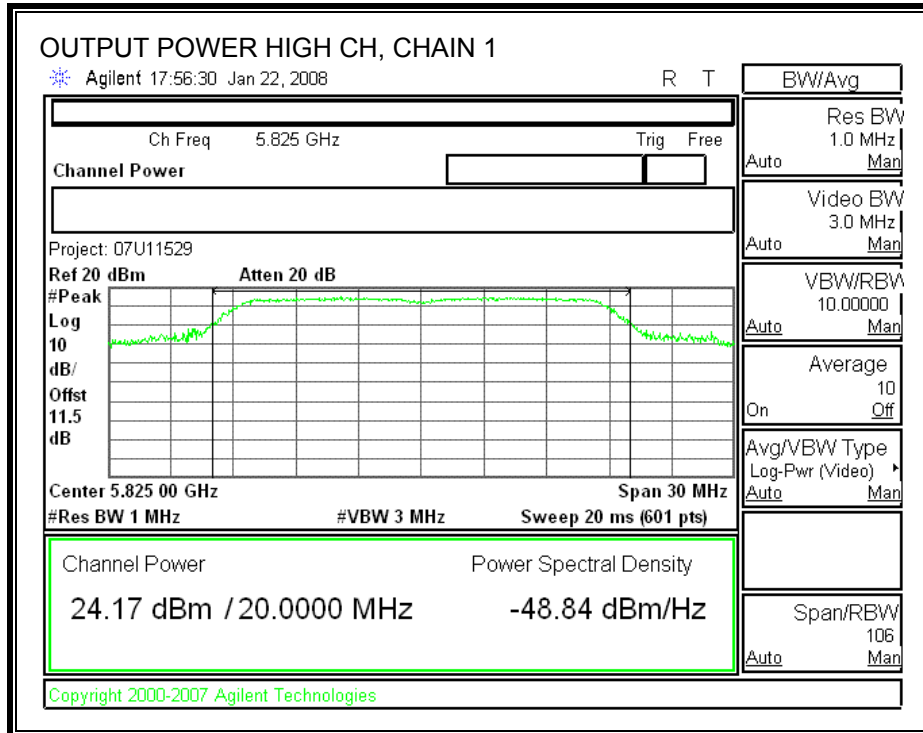 OUTPUT POWER HIGH CH, CHAIN 1
Agilent 17:56:30 Jan 22, 2008 R T
BW/Avg
Ch Freq 5.825 GHz Trig Free
Channel Power
Project: 07U11529
Ref 20 dBm Atten 20 dB
#Peak
Log
10
dB/
Offst
11.5
dB
Center 5.825 00 GHz Span 30 MHz
#Res BW 1 MHz #VBW 3 MHz Sweep 20 ms (601 pts)
Channel Power Power Spectral Density
24.17 dBm / 20.0000 MHz -48.84 dBm/Hz
Res BW
1.0 MHz
Auto Man
Video BW
3.0 MHz
Auto Man
VBW/RBW
10.00000
Auto Man
Average
10
On Off
Avg/VBW Type
Log-Pwr (Video)
Auto Man
Span/RBW
106
Auto Man
Copyright 2000-2007 Agilent Technologies